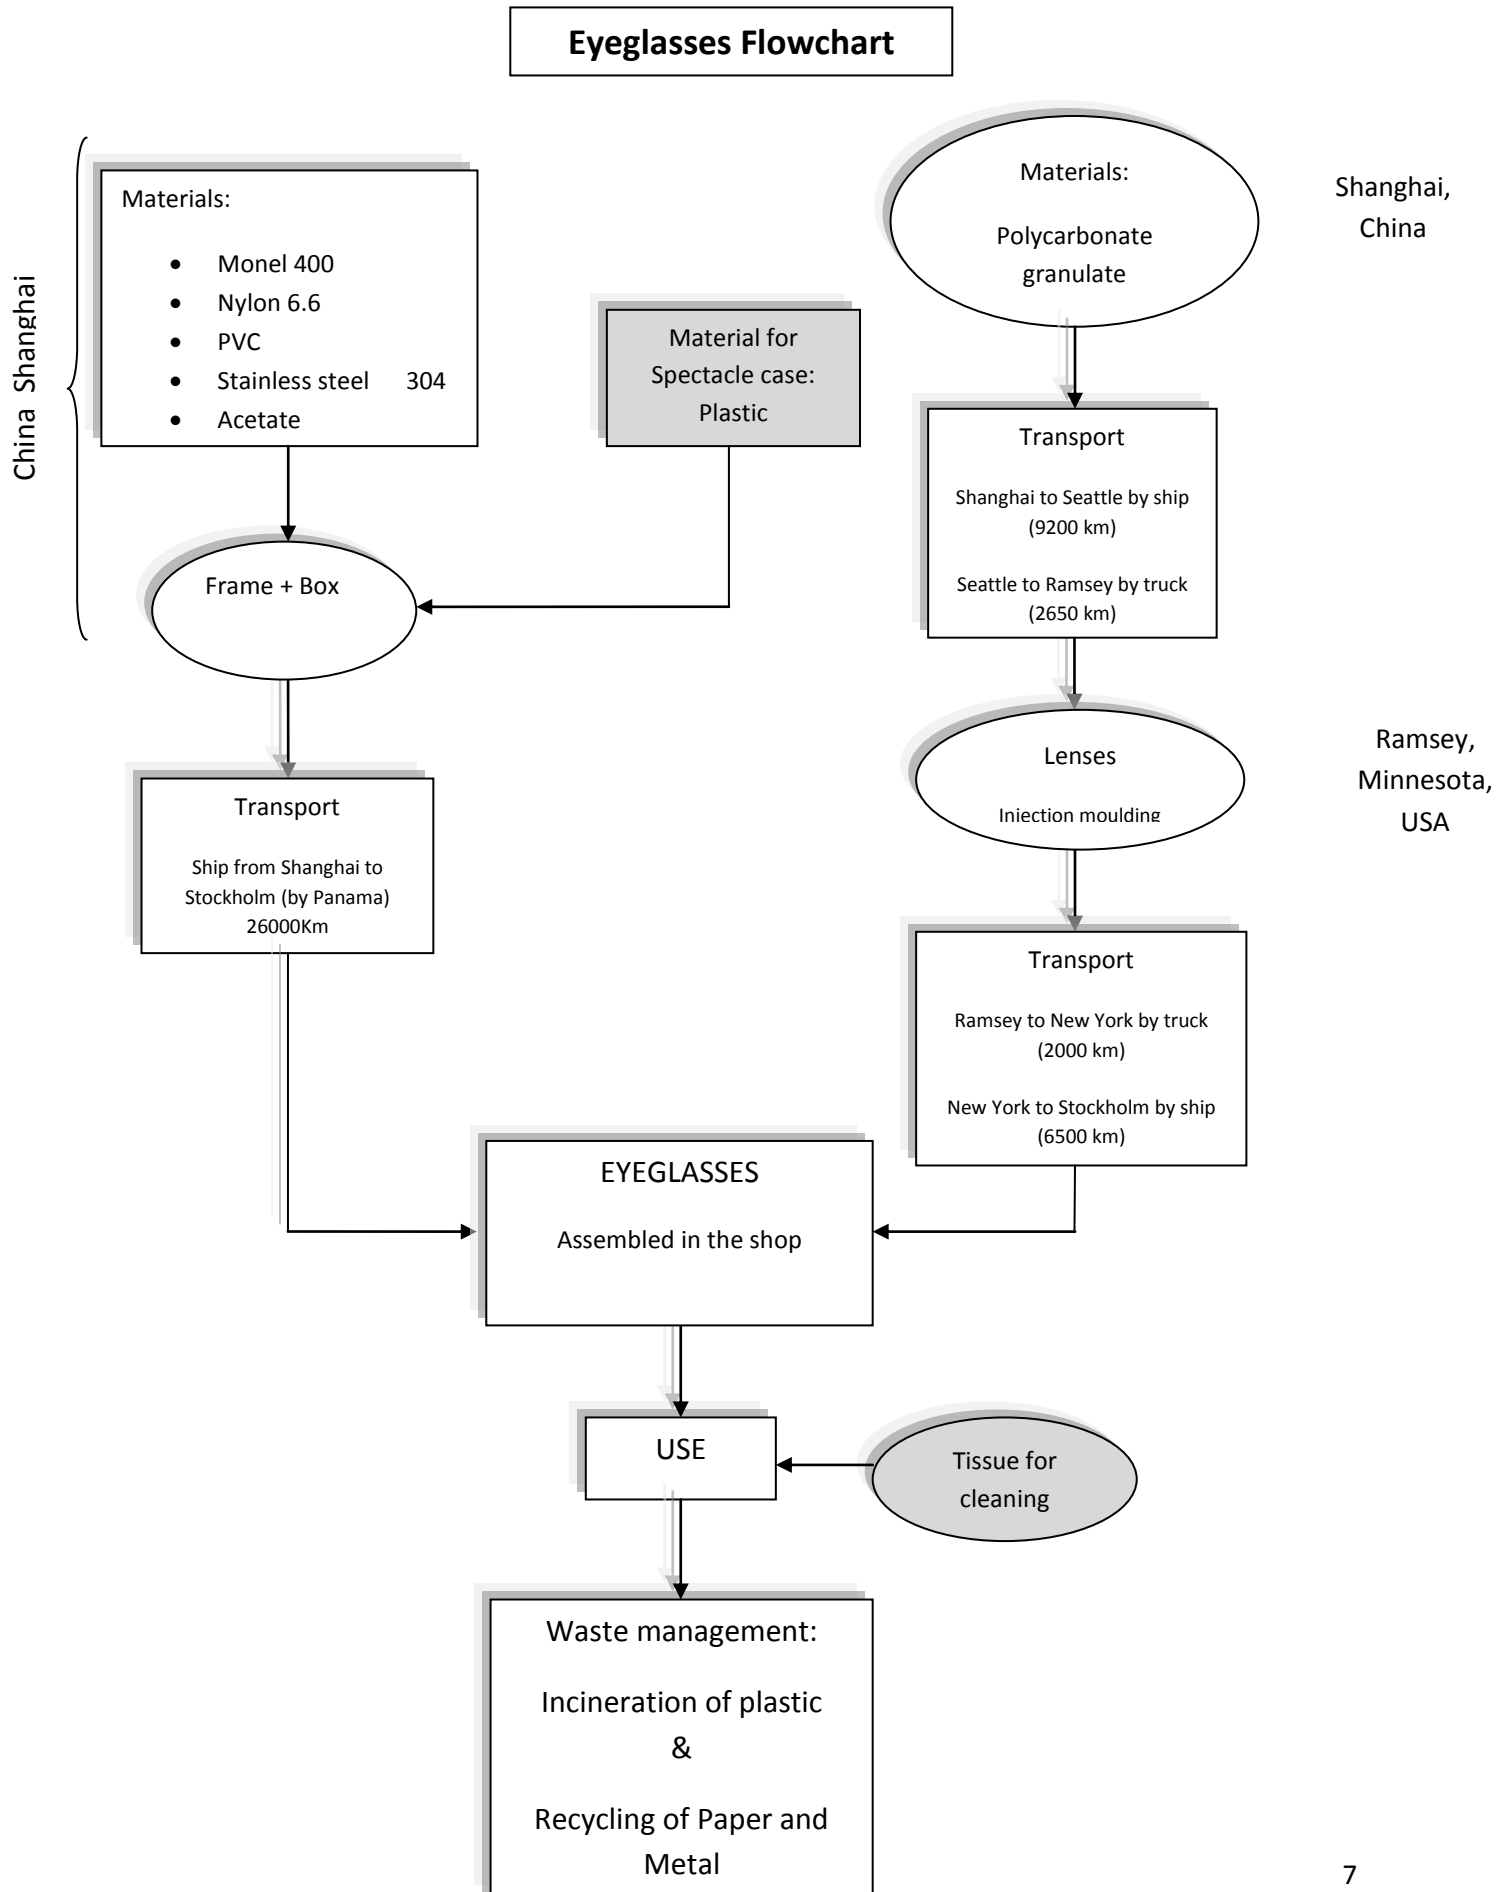 Eyeglasses Flowchart
China Shanghai
Materials:
• Monel 400
• Nylon 6.6
• PVC
• Stainless steel 304
• Acetate
Material for
Spectacle case:
Plastic
Frame + Box
Transport
Ship from Shanghai to
Stockholm (by Panama)
26000Km
Materials:
Polycarbonate
granulate
Shanghai,
China
Transport
Shanghai to Seattle by ship
(9200 km)
Seattle to Ramsey by truck
(2650 km)
Lenses
Injection moulding
Ramsey,
Minnesota,
USA
Transport
Ramsey to New York by truck
(2000 km)
New York to Stockholm by ship
(6500 km)
EYEGLASSES
Assembled in the shop
USE
Tissue for
cleaning
Waste management:
Incineration of plastic
&
Recycling of Paper and
Metal
7